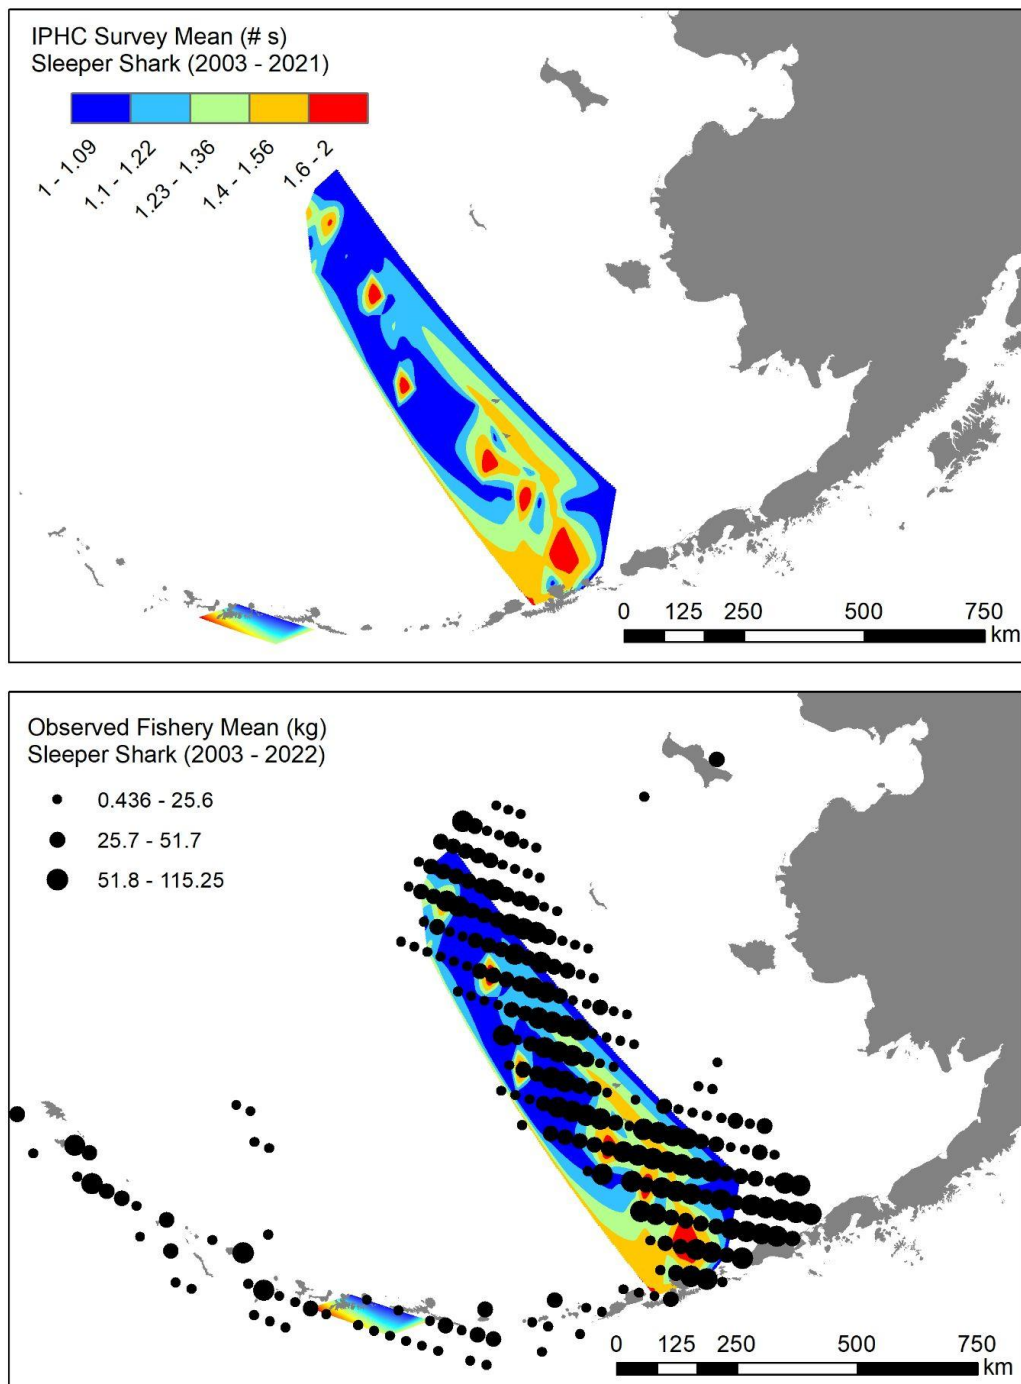 IPHC Survey Mean (# s)
Sleeper Shark (2003 - 2021)
1 - 1.09
1.1 - 1.22
1.23 - 1.36
1.4 - 1.56
1.6 - 2
0 125 250 500 750
km
Observed Fishery Mean (kg)
Sleeper Shark (2003 - 2022)
0.436 - 25.6
25.7 - 51.7
51.8 - 115.25
0 125 250 500 750
km